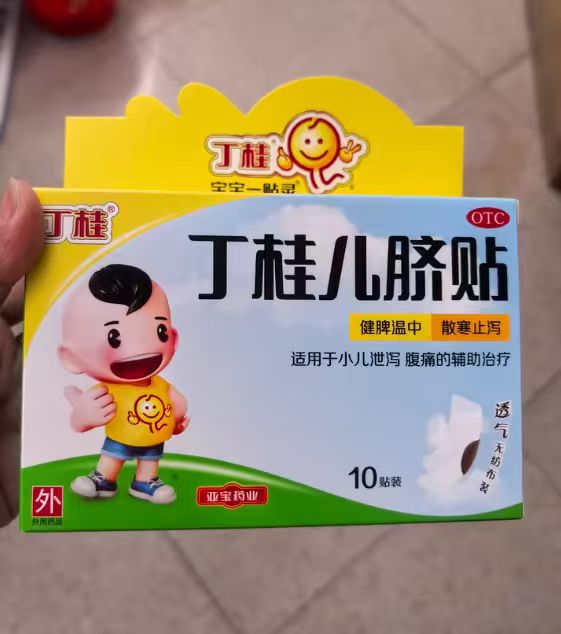 丁桂
宝宝一贴灵
丁桂®
OTC
丁桂儿脐贴
健脾温中 散寒止泻
适用于小儿泄泻 腹痛的辅助治疗
透气无纺布装
10贴装
外
外用药品
亚宝药业